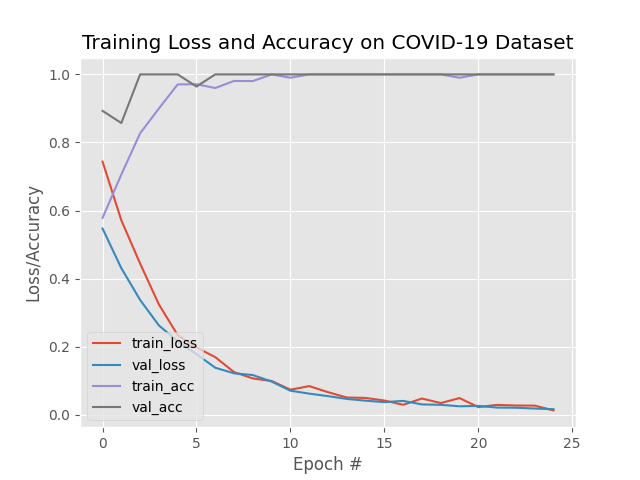 Training Loss and Accuracy on COVID-19 Dataset
1.0
0.8
0.6
0.4
0.2
0.0
Loss/Accuracy
train_loss
val_loss
train_acc
val_acc
0 5 10 15 20 25
Epoch #